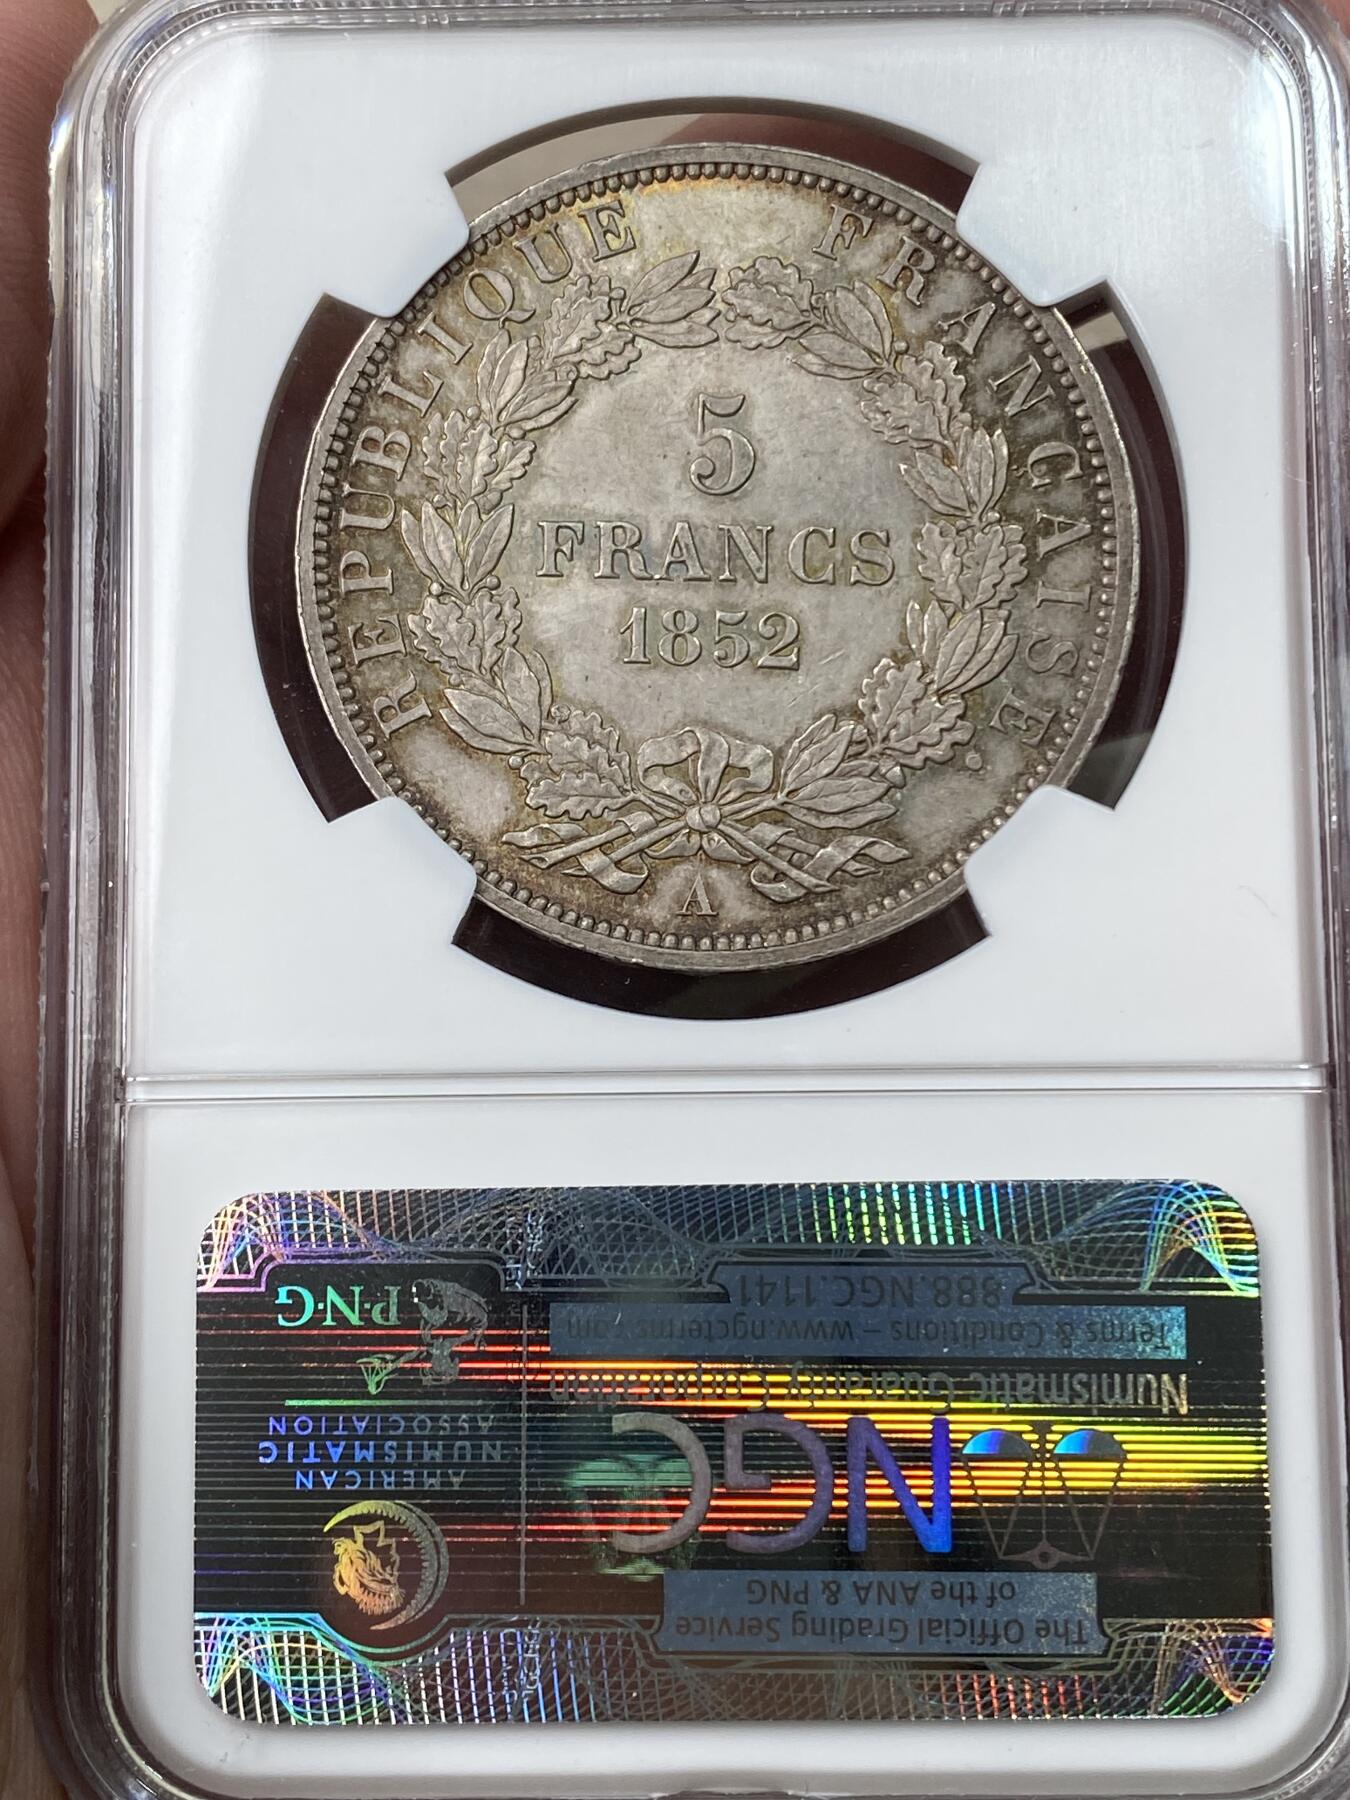 REPUBLIQUE FRANÇAISE
5
FRANCS
1852
A
The Official Grading Service
of the ANA & PNG
NGC
Numismatic Guaranty Corporation
Terms & Conditions – www.ngcterms.com
888.NGC.1141
AMERICAN
NUMISMATIC
ASSOCIATION
P·N·G